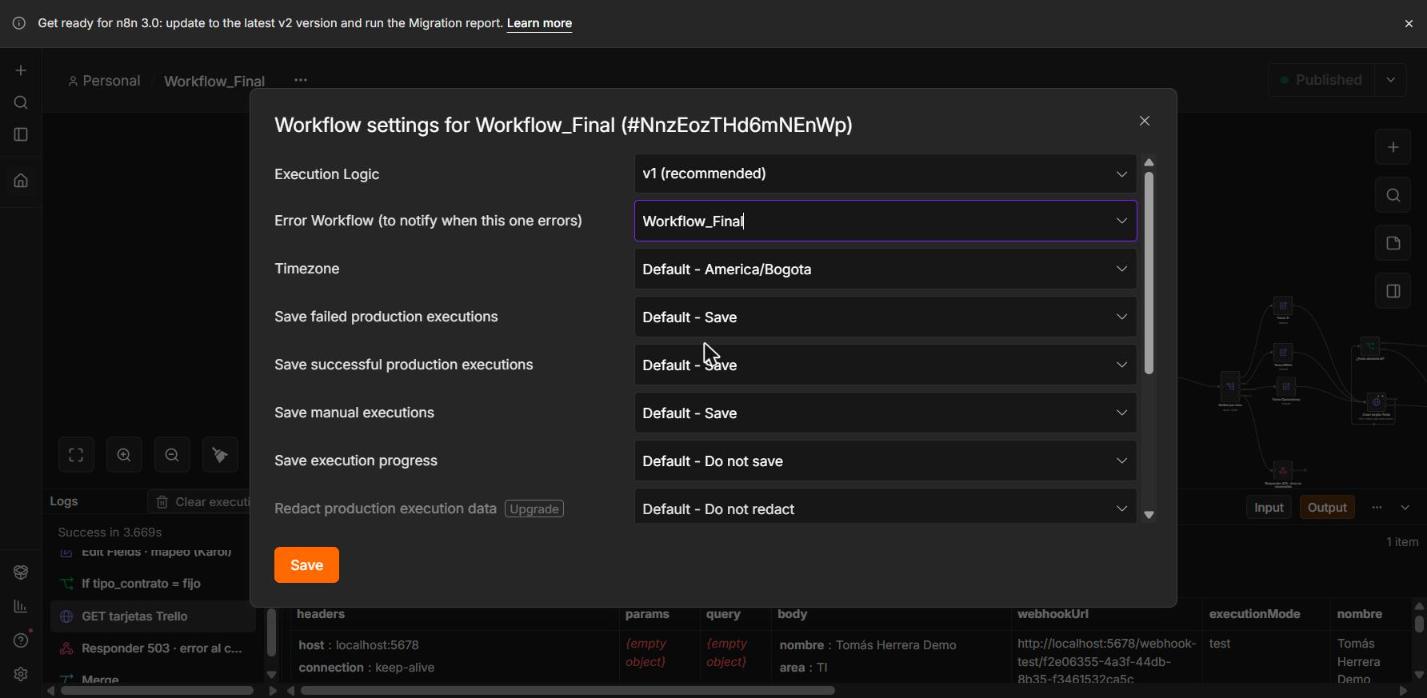 Get ready for n8n 3.0: update to the latest v2 version and run the Migration report. Learn more
Personal / Workflow_Final
Published
Workflow settings for Workflow_Final (#NnzEozTHd6mNEnWp)
Execution Logic
v1 (recommended)
Error Workflow (to notify when this one errors)
Workflow_Final
Timezone
Default - America/Bogota
Save failed production executions
Default - Save
Save successful production executions
Default - Save
Save manual executions
Default - Save
Save execution progress
Default - Do not save
Redact production execution data Upgrade
Default - Do not redact
Save
Logs
Clear executi
Input
Output
Success in 3.669s
1 item
Edit Fields · mapeo (Karol)
If tipo_contrato = fijo
GET tarjetas Trello
Responder 503 · error al c...
Merge
headers params query body webhookUrl executionMode nombre
host : localhost:5678
connection : keep-alive
{empty
object}
{empty
object}
nombre : Tomás Herrera Demo
area : TI
http://localhost:5678/webhook-
test/f2e06355-4a3f-44db-
8b35-f3461532ca5c
test
Tomás
Herrera
Demo